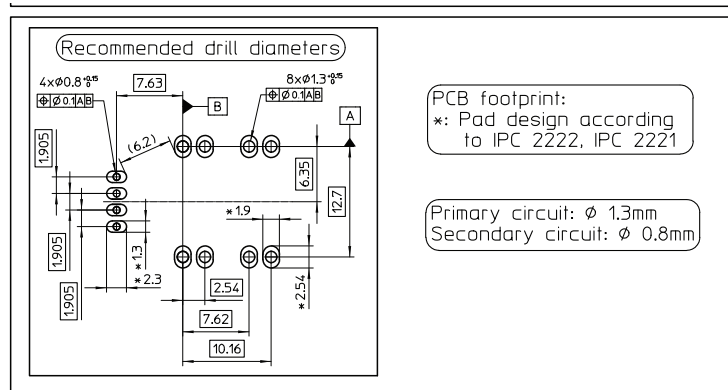 Recommended drill diameters
4xØ0.8 +0.15 0
⌖ Ø 0.1 A B
7.63
B
8xØ1.3 +0.15 0
⌖ Ø 0.1 A B
A
(6.2)
1.905
6.35
12.7
*1.9
1.905
*1.3
*2.3
1.905
2.54
*2.54
7.62
10.16
PCB footprint:
*: Pad design according
to IPC 2222, IPC 2221
Primary circuit: ϕ 1.3mm
Secondary circuit: ϕ 0.8mm